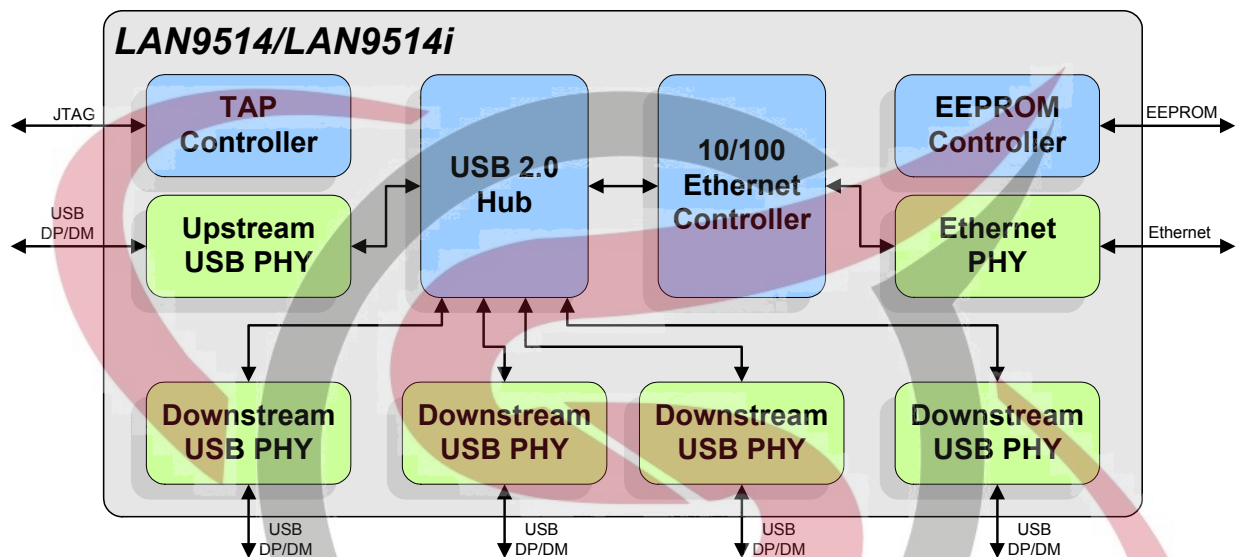 LAN9514/LAN9514i
JTAG
TAP
Controller
USB 2.0
Hub
10/100
Ethernet
Controller
EEPROM
Controller
EEPROM
USB
DP/DM
Upstream
USB PHY
Ethernet
PHY
Ethernet
Downstream
USB PHY
Downstream
USB PHY
Downstream
USB PHY
Downstream
USB PHY
USB
DP/DM
USB
DP/DM
USB
DP/DM
USB
DP/DM